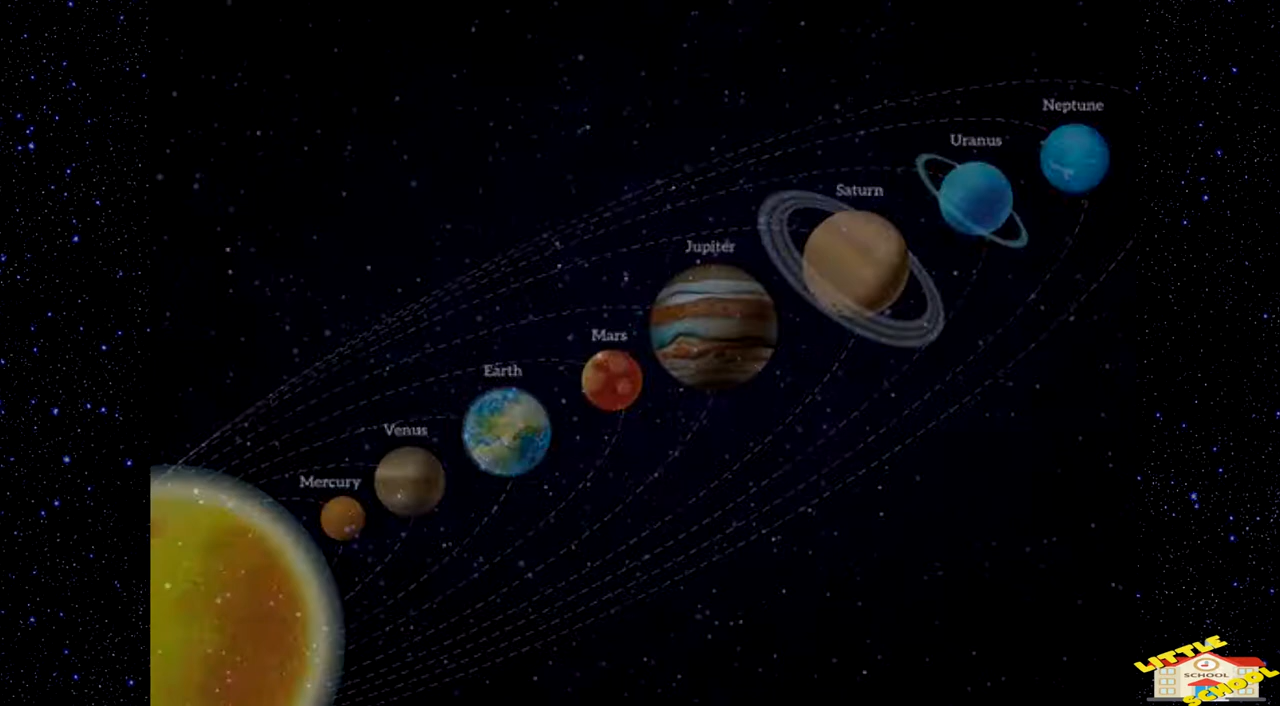 Neptune
Uranus
Saturn
Jupiter
Mars
Earth
Venus
Mercury
LITTLE
SCHOOL
SCHOOL